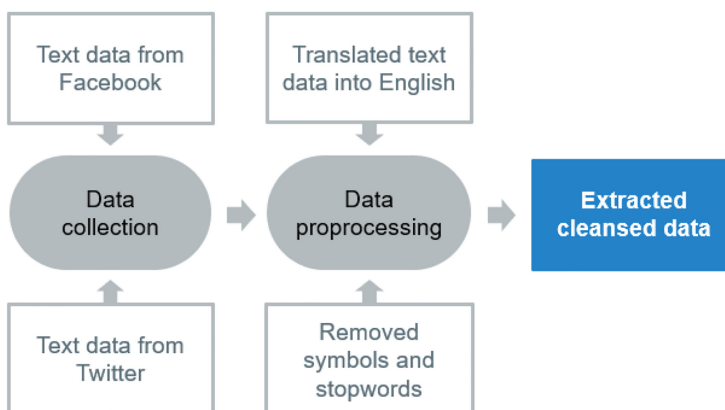 Text data from
Facebook
Translated text
data into English
Data
collection
Data
proprocessing
Extracted
cleansed data
Text data from
Twitter
Removed
symbols and
stopwords